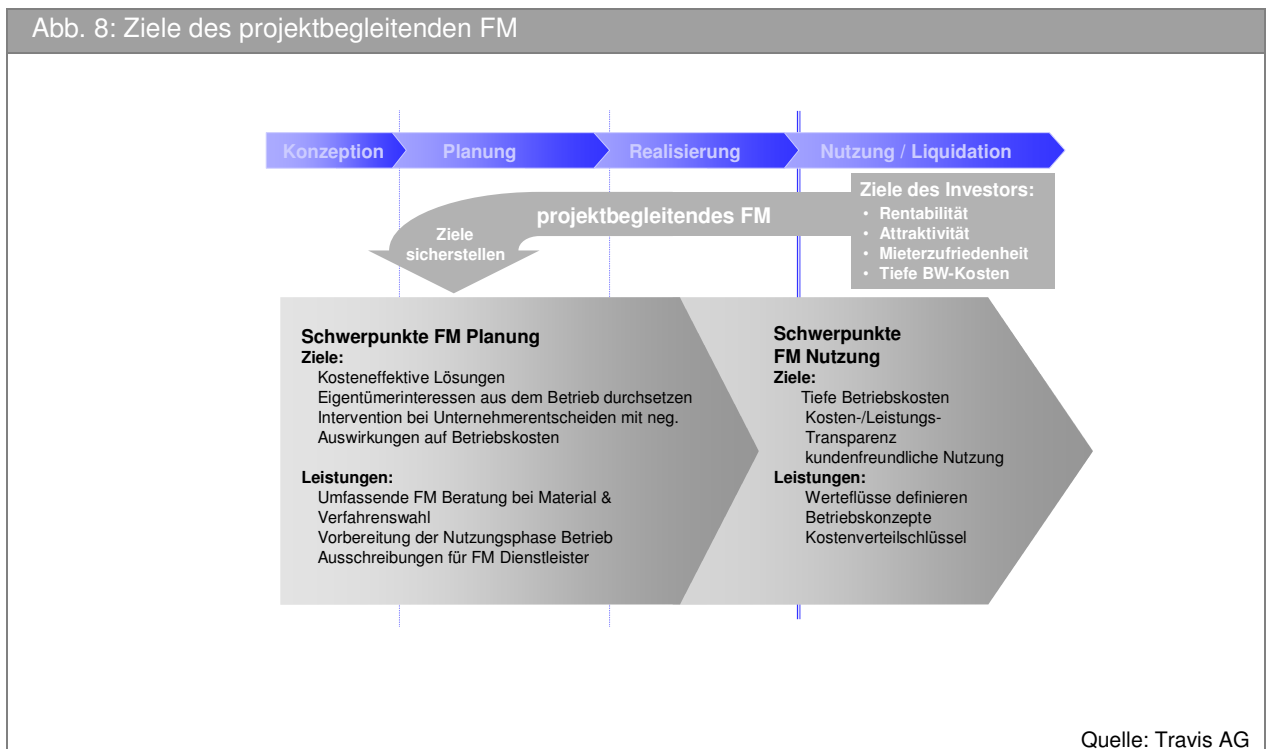 Abb. 8: Ziele des projektbegleitenden FM
Konzeption
Planung
Realisierung
Nutzung / Liquidation
Ziele des Investors:
• Rentabilität
• Attraktivität
• Mieterzufriedenheit
• Tiefe BW-Kosten
projektbegleitendes FM
Ziele
sicherstellen
Schwerpunkte FM Planung
Ziele:
Kosteneffektive Lösungen
Eigentümerinteressen aus dem Betrieb durchsetzen
Intervention bei Unternehmerentscheiden mit neg.
Auswirkungen auf Betriebskosten
Leistungen:
Umfassende FM Beratung bei Material &
Verfahrenswahl
Vorbereitung der Nutzungsphase Betrieb
Ausschreibungen für FM Dienstleister
Schwerpunkte
FM Nutzung
Ziele:
Tiefe Betriebskosten
Kosten-/Leistungs-
Transparenz
kundenfreundliche Nutzung
Leistungen:
Werteflüsse definieren
Betriebskonzepte
Kostenverteilschlüssel
Quelle: Travis AG